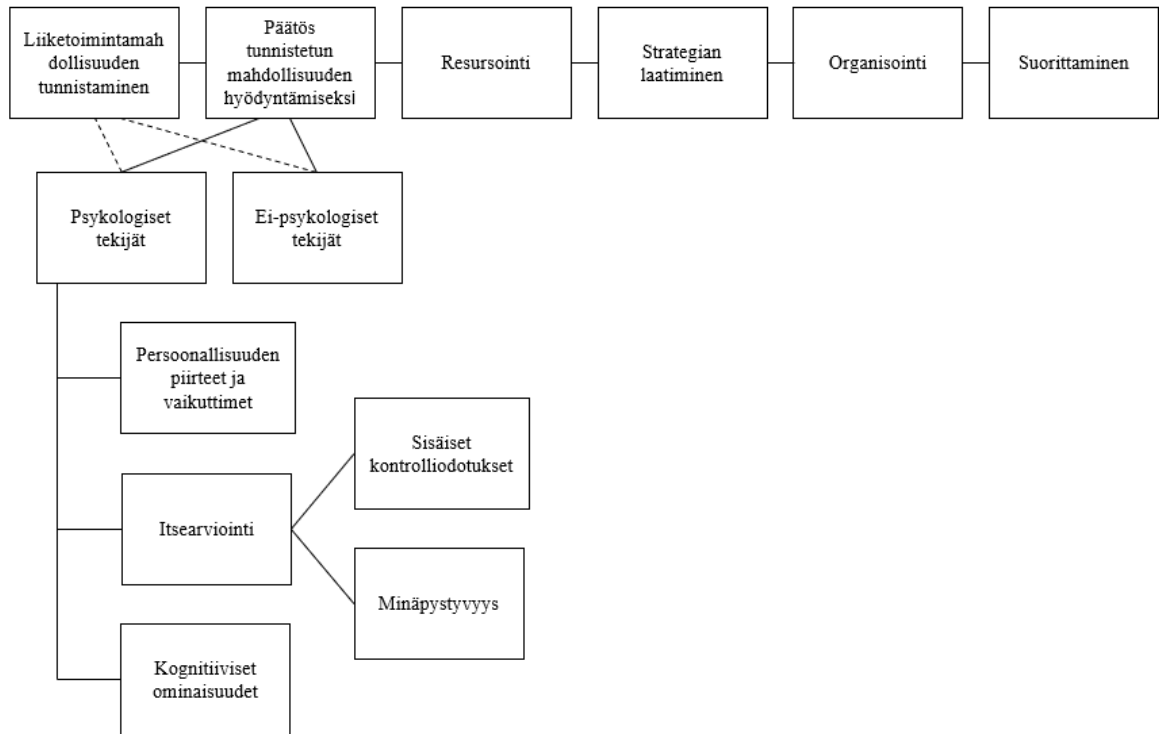 Liiketoimintamah
dollisuuden
tunnistaminen
Päätös
tunnistetun
mahdollisuuden
hyödyntämiseksi
Resursointi
Strategian
laatiminen
Organisointi
Suorittaminen
Psykologiset
tekijät
Ei-psykologiset
tekijät
Persoonallisuuden
piirteet ja
vaikuttimet
Sisäiset
kontrolliodotukset
Itsearviointi
Minäpystyvyys
Kognitiiviset
ominaisuudet